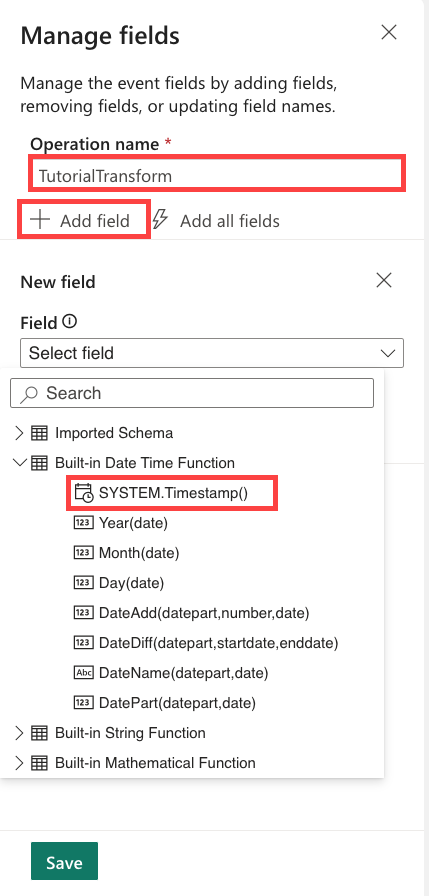 Manage fields
Manage the event fields by adding fields,
removing fields, or updating field names.
Operation name *
TutorialTransform
Add field Add all fields
New field
Field
Select field
Search
Imported Schema
Built-in Date Time Function
SYSTEM.Timestamp()
123 Year(date)
123 Month(date)
123 Day(date)
123 DateAdd(datepart,number,date)
123 DateDiff(datepart,startdate,enddate)
Abc DateName(datepart,date)
123 DatePart(datepart,date)
Built-in String Function
Built-in Mathematical Function
Save